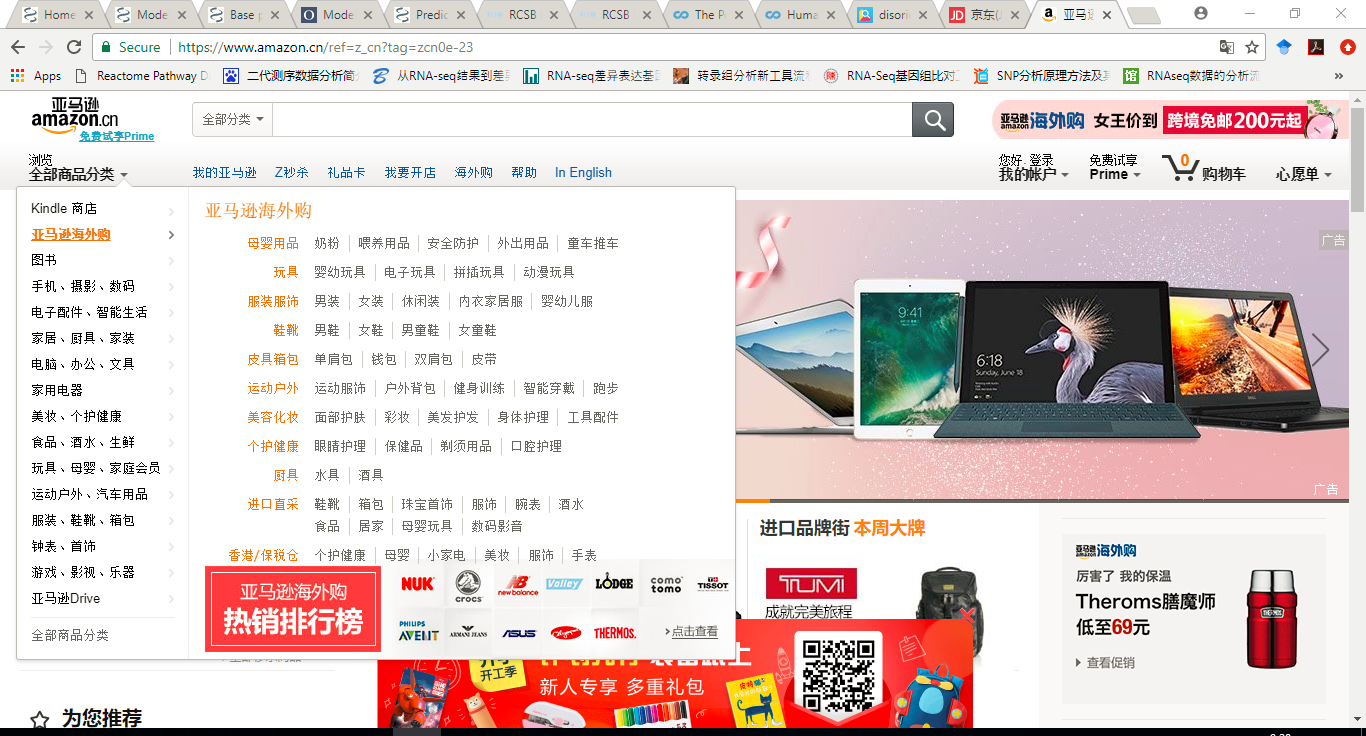 Home
Mode
Base p
Mode
Predic
RCSB
RCSB
The P
Huma
disori
京东(J
亚马逊
Secure
https://www.amazon.cn/ref=z_cn?tag=zcn0e-23
Apps
Reactome Pathway D
二代测序数据分析简
从RNA-seq结果到差异
RNA-seq差异表达基因
转录组分析新工具流程
RNA-Seq基因组比对工
SNP分析原理方法及其
RNAseq数据的分析流
亚马逊
amazon.cn
免费试享Prime
全部分类
亚马逊 amazon 海外购 女王价到 跨境免邮200元起
浏览
全部商品分类
我的亚马逊 Z秒杀 礼品卡 我要开店 海外购 帮助 In English
您好, 登录
我的帐户
免费试享
Prime
0
购物车
心愿单
Kindle 商店
亚马逊海外购
图书
手机、摄影、数码
电子配件、智能生活
家居、厨具、家装
电脑、办公、文具
家用电器
美妆、个护健康
食品、酒水、生鲜
玩具、母婴、家庭会员
运动户外、汽车用品
服装、鞋靴、箱包
钟表、首饰
游戏、影视、乐器
亚马逊Drive
全部商品分类
亚马逊海外购
母婴用品 奶粉 喂养用品 安全防护 外出用品 童车推车
玩具 婴幼玩具 电子玩具 拼插玩具 动漫玩具
服装服饰 男装 女装 休闲装 内衣家居服 婴幼儿服
鞋靴 男鞋 女鞋 男童鞋 女童鞋
皮具箱包 单肩包 钱包 双肩包 皮带
运动户外 运动服饰 户外背包 健身训练 智能穿戴 跑步
美容化妆 面部护肤 彩妆 美发护发 身体护理 工具配件
个护健康 眼睛护理 保健品 剃须用品 口腔护理
厨具 水具 酒具
进口直采 鞋靴 箱包 珠宝首饰 服饰 腕表 酒水
食品 居家 母婴玩具 数码影音
香港/保税仓 个护健康 母婴 小家电 美妆 服饰 手表
亚马逊海外购
热销排行榜
NUK crocs new balance Valley LODGE como tomo TISSOT
PHILIPS AVENT ARMANI JEANS ASUS THERMOS.
点击查看
广告
9:41
6:18
Sunday, June 18
DELL
广告
进口品牌街 本周大牌
TUMI
成就完美旅程
亚马逊 amazon 海外购
厉害了 我的保温
Theroms膳魔师
低至69元
查看促销
THERMOS
开工季
新人专享 多重礼包
皮特猫
为您推荐